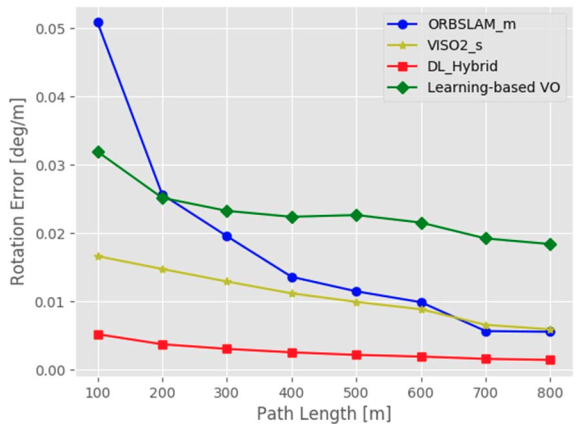 ORBSLAM_m
VISO2_s
DL_Hybrid
Learning-based VO
Rotation Error [deg/m]
0.05
0.04
0.03
0.02
0.01
0.00
100 200 300 400 500 600 700 800
Path Length [m]